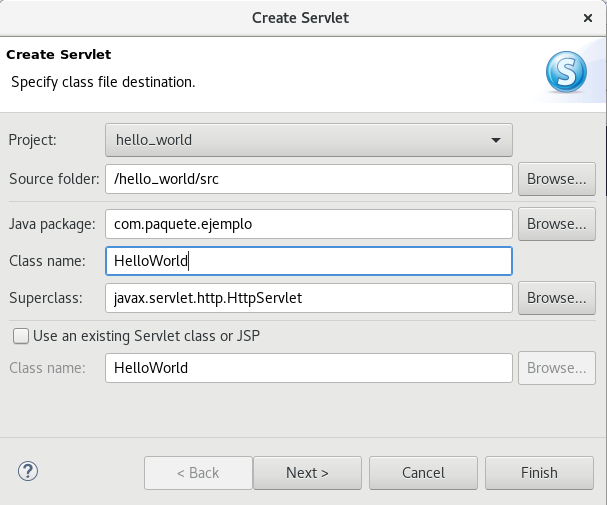 Create Servlet
×
Create Servlet
Specify class file destination.
S
Project: hello_world
Source folder: /hello_world/src Browse...
Java package: com.paquete.ejemplo Browse...
Class name: HelloWorld
Superclass: javax.servlet.http.HttpServlet Browse...
Use an existing Servlet class or JSP
Class name: HelloWorld Browse...
? < Back Next > Cancel Finish